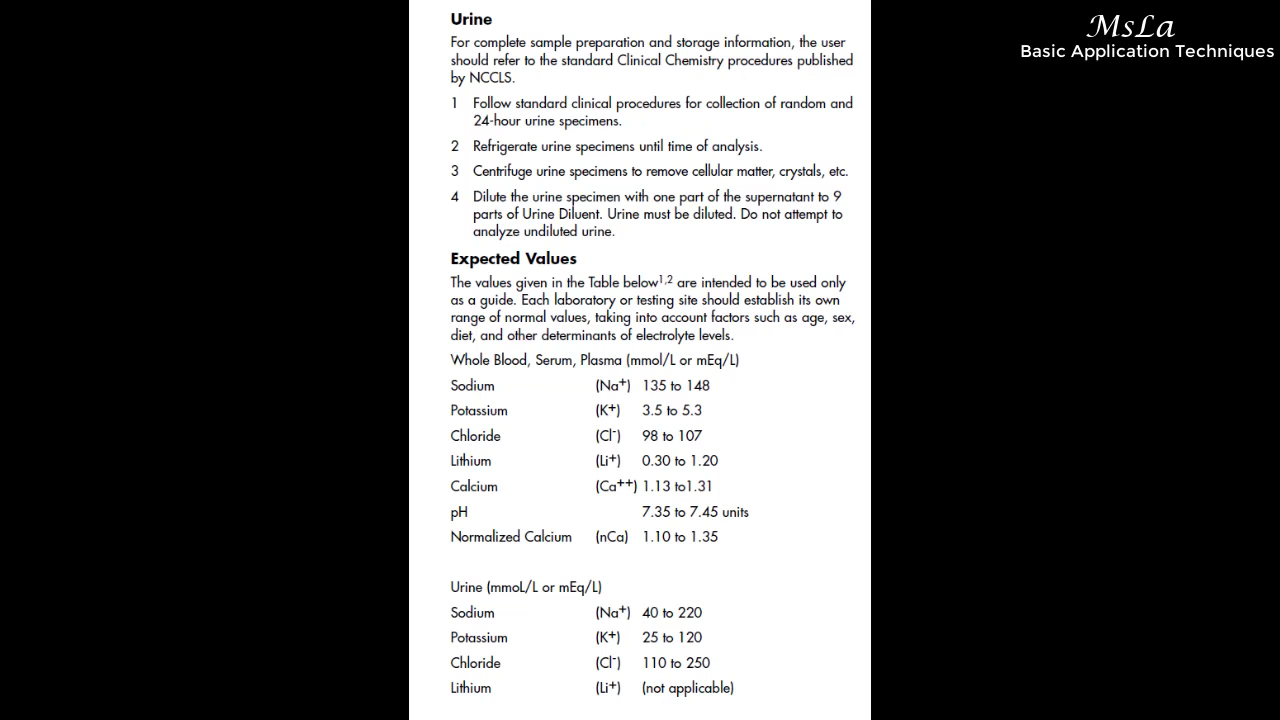 MsLa
Basic Application Techniques
Urine
For complete sample preparation and storage information, the user
should refer to the standard Clinical Chemistry procedures published
by NCCLS.
1 Follow standard clinical procedures for collection of random and
24-hour urine specimens.
2 Refrigerate urine specimens until time of analysis.
3 Centrifuge urine specimens to remove cellular matter, crystals, etc.
4 Dilute the urine specimen with one part of the supernatant to 9
parts of Urine Diluent. Urine must be diluted. Do not attempt to
analyze undiluted urine.
Expected Values
The values given in the Table below1,2 are intended to be used only
as a guide. Each laboratory or testing site should establish its own
range of normal values, taking into account factors such as age, sex,
diet, and other determinants of electrolyte levels.
Whole Blood, Serum, Plasma (mmol/L or mEq/L)
Sodium (Na+) 135 to 148
Potassium (K+) 3.5 to 5.3
Chloride (Cl-) 98 to 107
Lithium (Li+) 0.30 to 1.20
Calcium (Ca++) 1.13 to1.31
pH 7.35 to 7.45 units
Normalized Calcium (nCa) 1.10 to 1.35
Urine (mmoL/L or mEq/L)
Sodium (Na+) 40 to 220
Potassium (K+) 25 to 120
Chloride (Cl-) 110 to 250
Lithium (Li+) (not applicable)